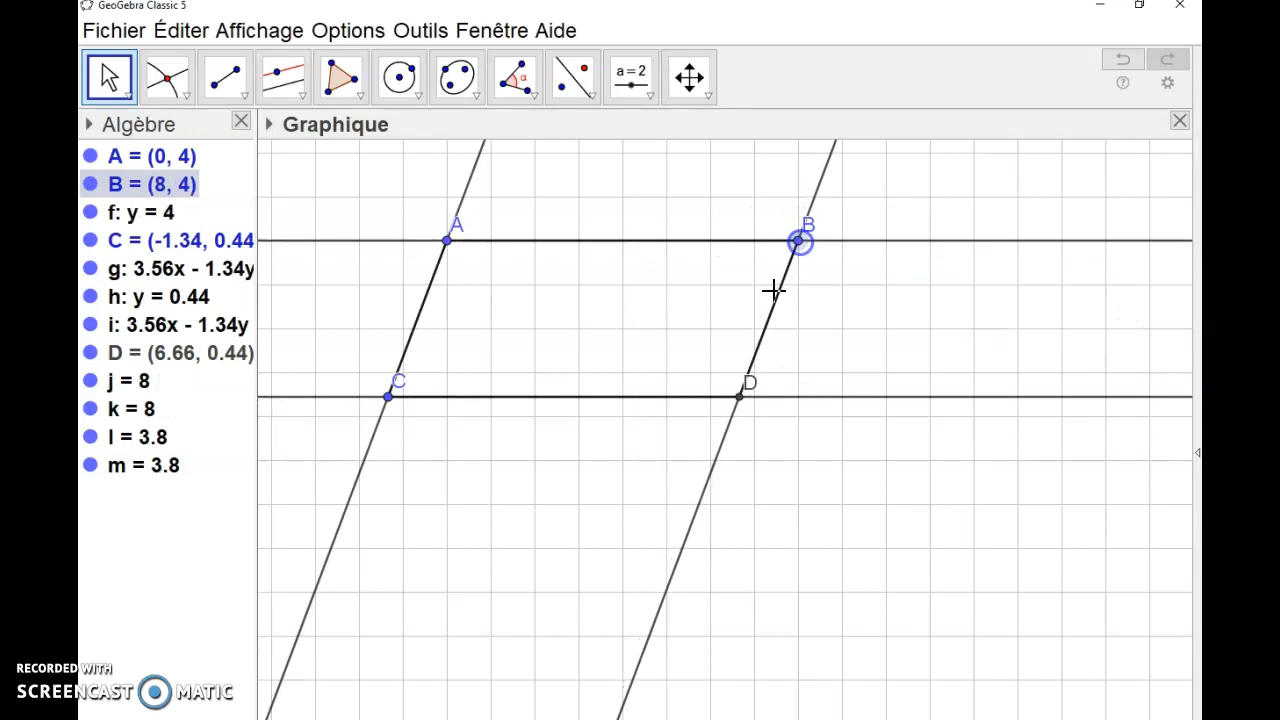 GeoGebra Classic 5
Fichier Éditer Affichage Options Outils Fenêtre Aide
α
a=2
Algèbre
Graphique
A = (0, 4)
B = (8, 4)
f: y = 4
C = (-1.34, 0.44
g: 3.56x - 1.34y
h: y = 0.44
i: 3.56x - 1.34y
D = (6.66, 0.44)
j = 8
k = 8
l = 3.8
m = 3.8
A
B
C
D
RECORDED WITH
SCREENCAST MATIC